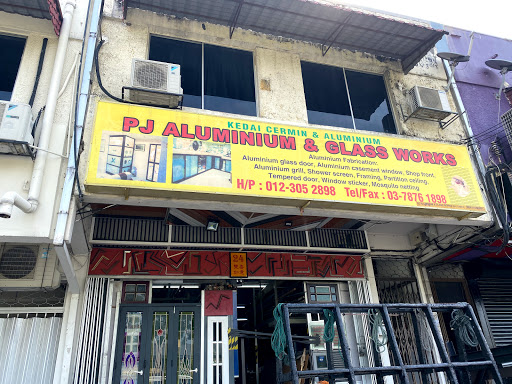 KEDAI CERMIN & ALUMINIUM
PJ ALUMINIUM & GLASS WORKS
Aluminium Fabrication:
Aluminium glass door, Aluminium casement window, Shop front,
Aluminium grill, Shower screen, Framing, Partition ceiling,
Tempered door, Window sticker, Mosquito netting
H/P : 012-305 2898 Tel/Fax : 03-7875 1898
24